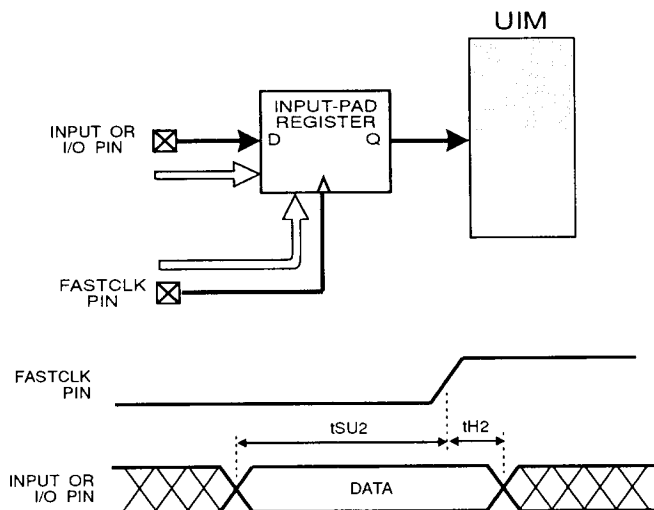 UIM
INPUT-PAD
REGISTER
INPUT OR
I/O PIN
D
Q
FASTCLK
PIN
FASTCLK
PIN
tSU2
tH2
INPUT OR
I/O PIN
DATA